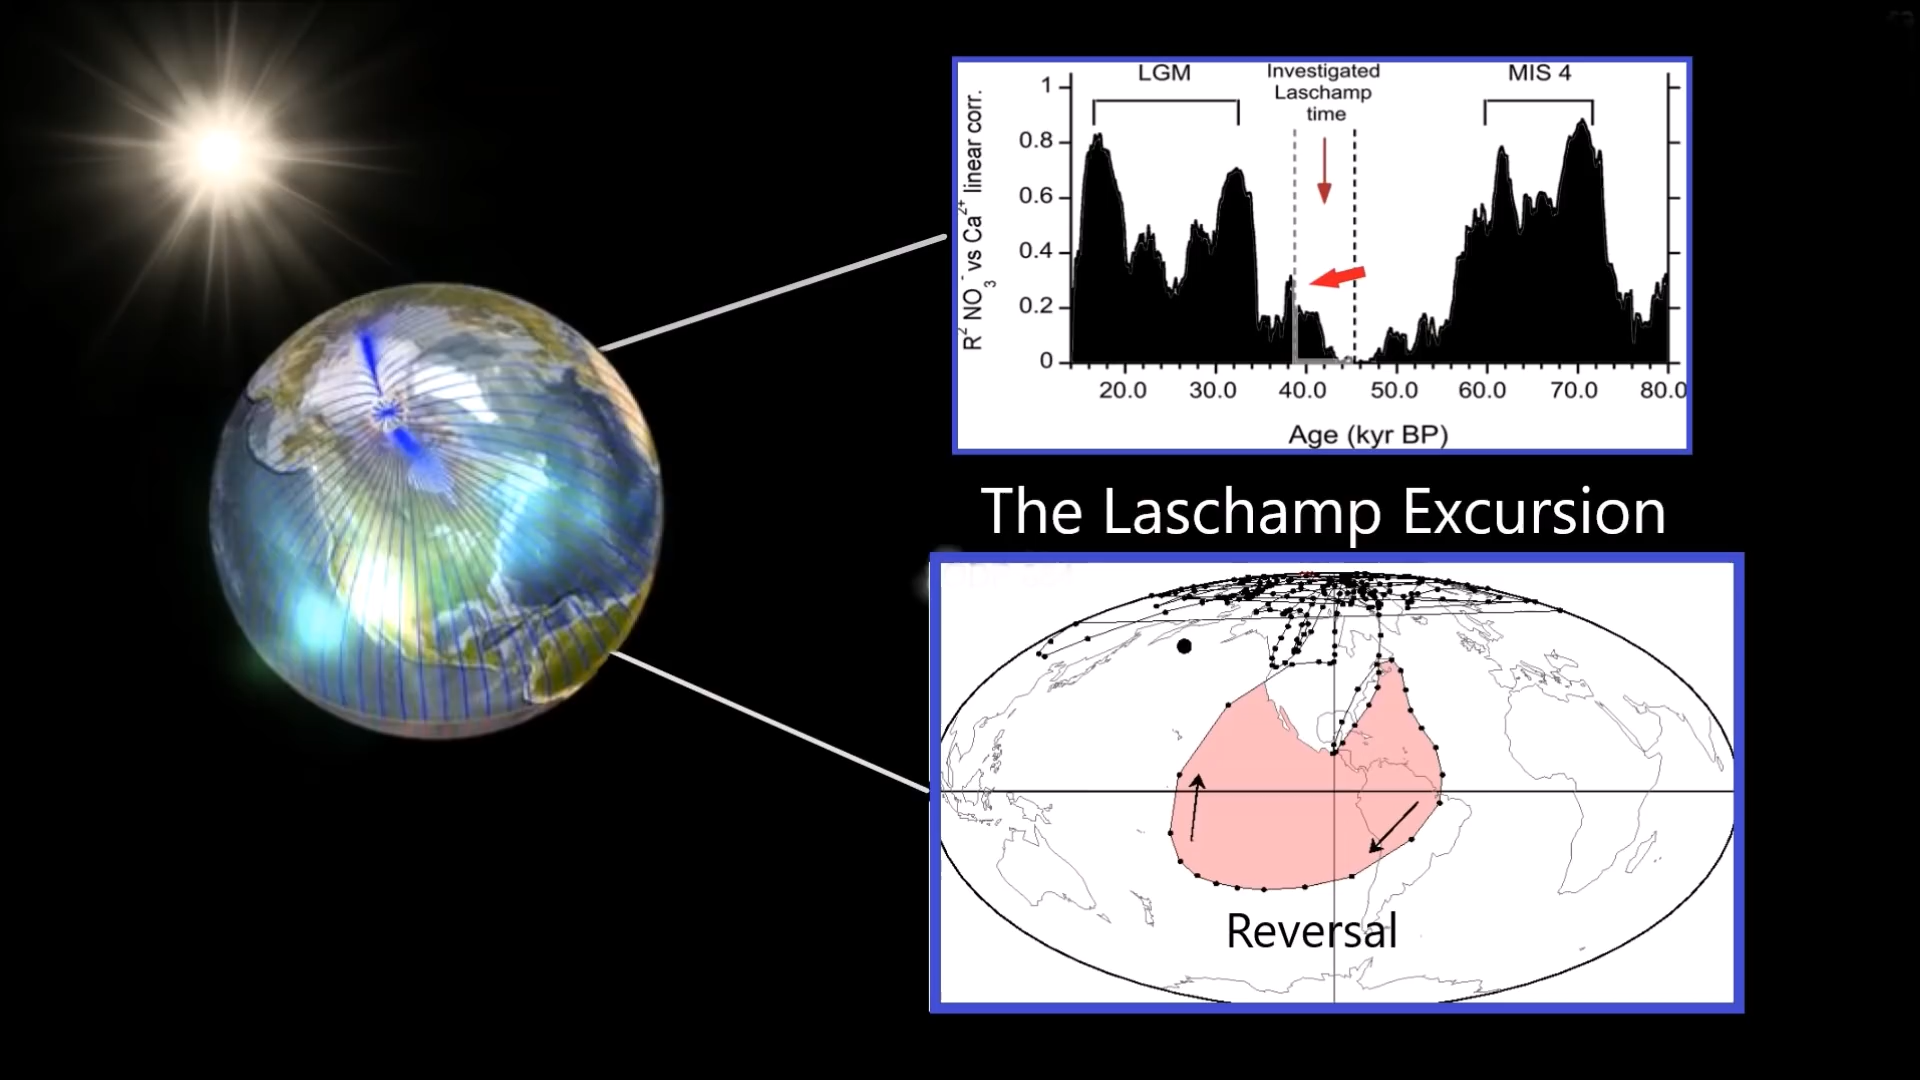 LGM
Investigated
Laschamp
time
MIS 4
R² NO₃⁻ vs Ca²⁺ linear corr.
1
0.8
0.6
0.4
0.2
0
20.0 30.0 40.0 50.0 60.0 70.0 80.0
Age (kyr BP)
The Laschamp Excursion
Reversal